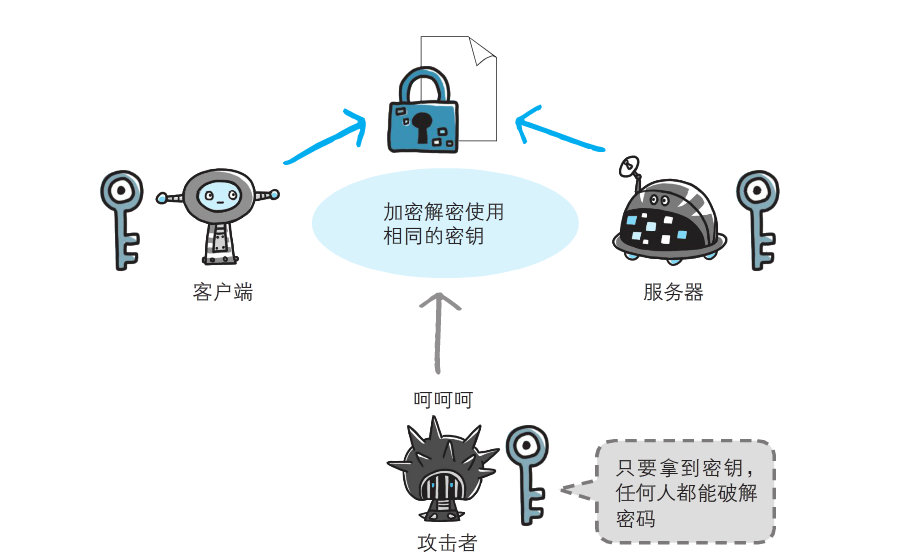 加密解密使用
相同的密钥
客户端
服务器
呵呵呵
只要拿到密钥，
任何人都能破解
密码
攻击者